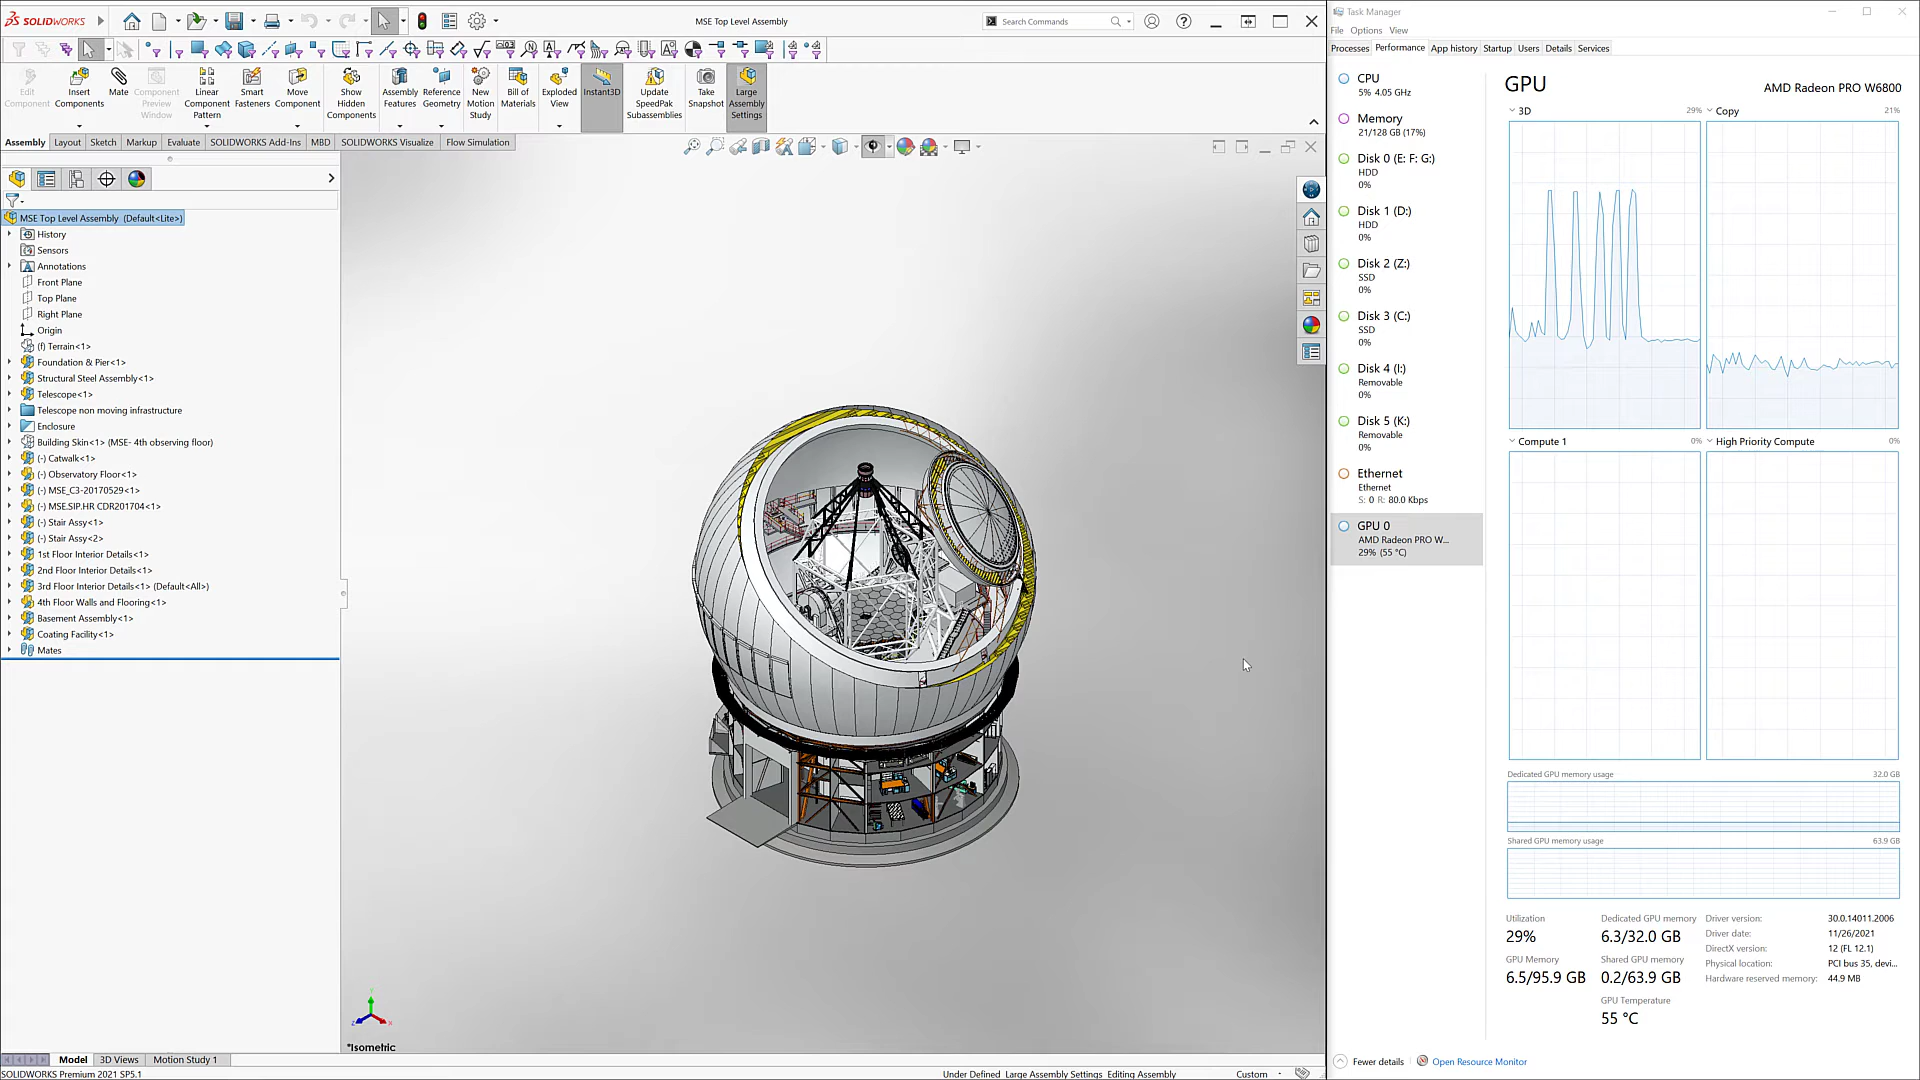 SOLIDWORKS
MSE Top Level Assembly
Search Commands
Edit Component
Insert Components
Mate
Component Preview Window
Linear Component Pattern
Smart Fasteners
Move Component
Show Hidden Components
Assembly Features
Reference Geometry
New Motion Study
Bill of Materials
Exploded View
Instant3D
Update SpeedPak Subassemblies
Take Snapshot
Large Assembly Settings
Assembly
Layout
Sketch
Markup
Evaluate
SOLIDWORKS Add-Ins
MBD
SOLIDWORKS Visualize
Flow Simulation
MSE Top Level Assembly (Default<Lite>)
History
Sensors
Annotations
Front Plane
Top Plane
Right Plane
Origin
(f) Terrain<1>
Foundation & Pier<1>
Structural Steel Assembly<1>
Telescope<1>
Telescope non moving infrastructure
Enclosure
Building Skin<1> (MSE- 4th observing floor)
(-) Catwalk<1>
(-) Observatory Floor<1>
(-) MSE_C3-20170529<1>
(-) MSE.SIP.HR CDR201704<1>
(-) Stair Assy<1>
(-) Stair Assy<2>
1st Floor Interior Details<1>
2nd Floor Interior Details<1>
3rd Floor Interior Details<1> (Default<All>)
4th Floor Walls and Flooring<1>
Basement Assembly<1>
Coating Facility<1>
Mates
*Isometric
Model
3D Views
Motion Study 1
SOLIDWORKS Premium 2021 SP5.1
Under Defined
Large Assembly Settings
Editing Assembly
Custom
Task Manager
File
Options
View
Processes
Performance
App history
Startup
Users
Details
Services
CPU
5% 4.05 GHz
Memory
21/128 GB (17%)
Disk 0 (E: F: G:)
HDD
0%
Disk 1 (D:)
HDD
0%
Disk 2 (Z:)
SSD
0%
Disk 3 (C:)
SSD
0%
Disk 4 (I:)
Removable
0%
Disk 5 (K:)
Removable
0%
Ethernet
Ethernet
S: 0 R: 80.0 Kbps
GPU 0
AMD Radeon PRO W...
29% (55 °C)
GPU
AMD Radeon PRO W6800
3D
29%
Copy
21%
Compute 1
0%
High Priority Compute
0%
Dedicated GPU memory usage
32.0 GB
Shared GPU memory usage
63.9 GB
Utilization
29%
Dedicated GPU memory
6.3/32.0 GB
GPU Memory
6.5/95.9 GB
Shared GPU memory
0.2/63.9 GB
GPU Temperature
55 °C
Driver version: 30.0.14011.2006
Driver date: 11/26/2021
DirectX version: 12 (FL 12.1)
Physical location: PCI bus 35, devi...
Hardware reserved memory: 44.9 MB
Fewer details
Open Resource Monitor